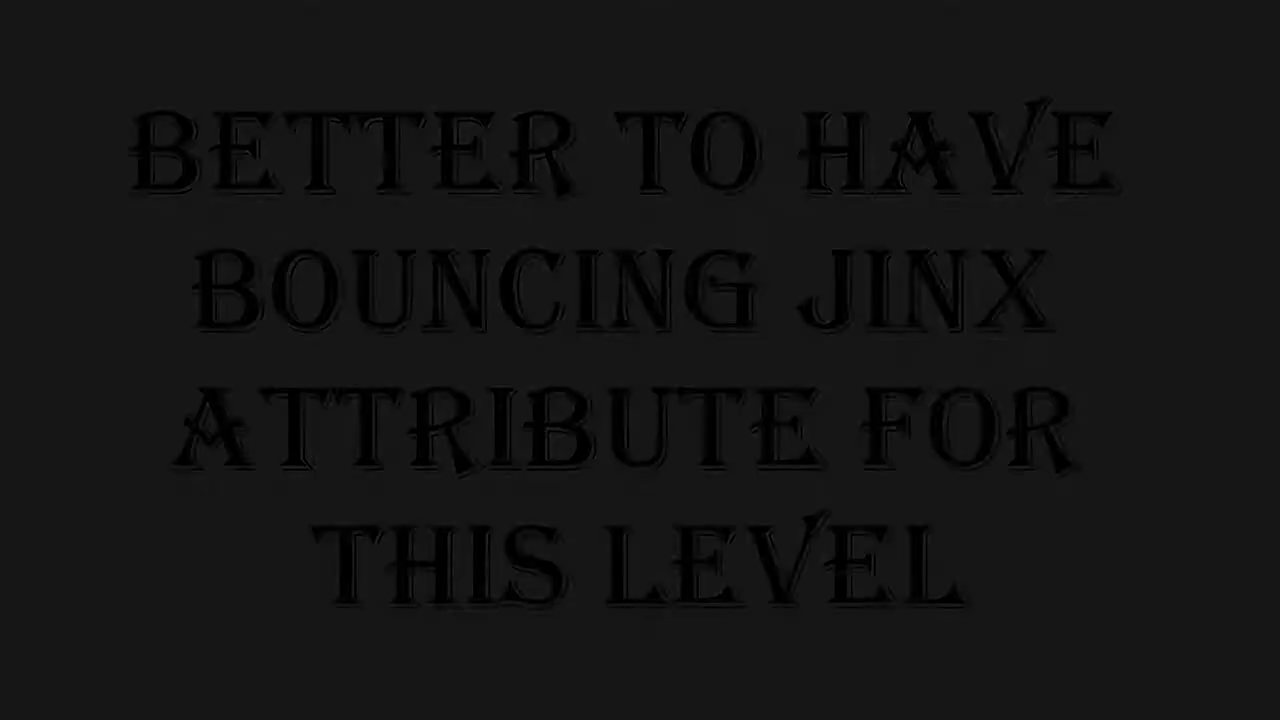 BETTER TO HAVE
BOUNCING JINX
ATTRIBUTE FOR
THIS LEVEL